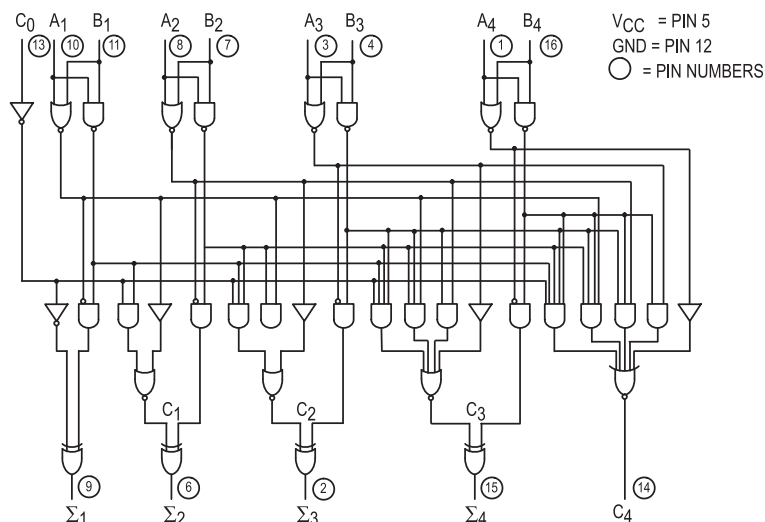 C0 A1 B1 A2 B2 A3 B3 A4 B4
13 10 11 8 7 3 4 1 16
VCC = PIN 5
GND = PIN 12
= PIN NUMBERS
C1 C2 C3
9 6 2 15 14
Σ1 Σ2 Σ3 Σ4 C4